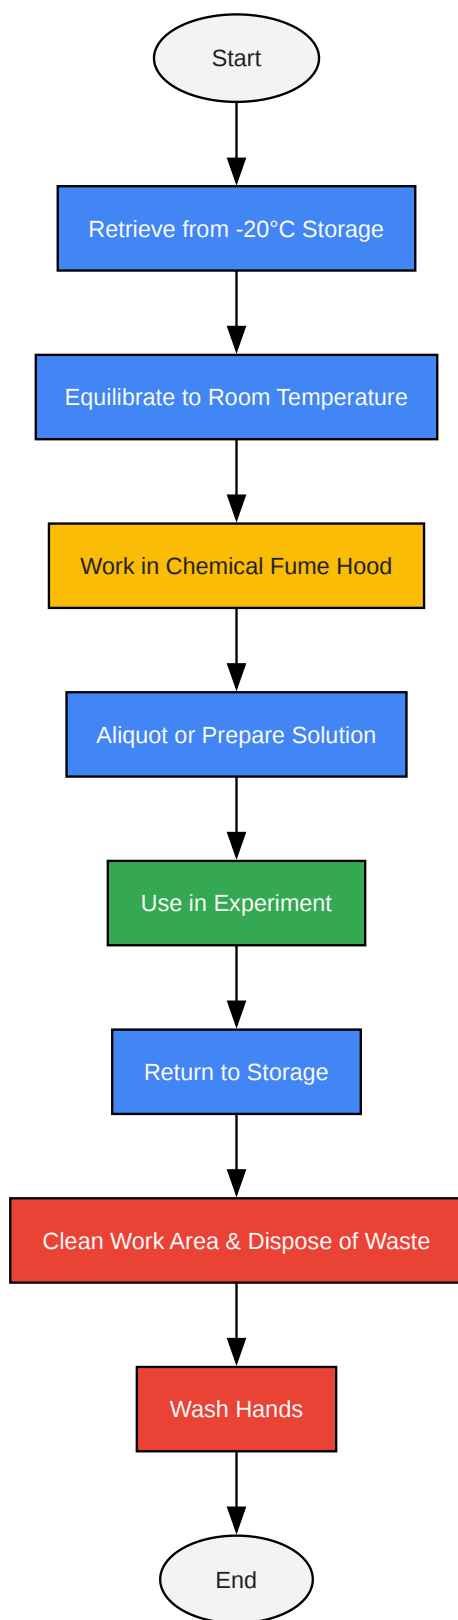 Start
Retrieve from -20°C Storage
Equilibrate to Room Temperature
Work in Chemical Fume Hood
Aliquot or Prepare Solution
Use in Experiment
Return to Storage
Clean Work Area & Dispose of Waste
Wash Hands
End